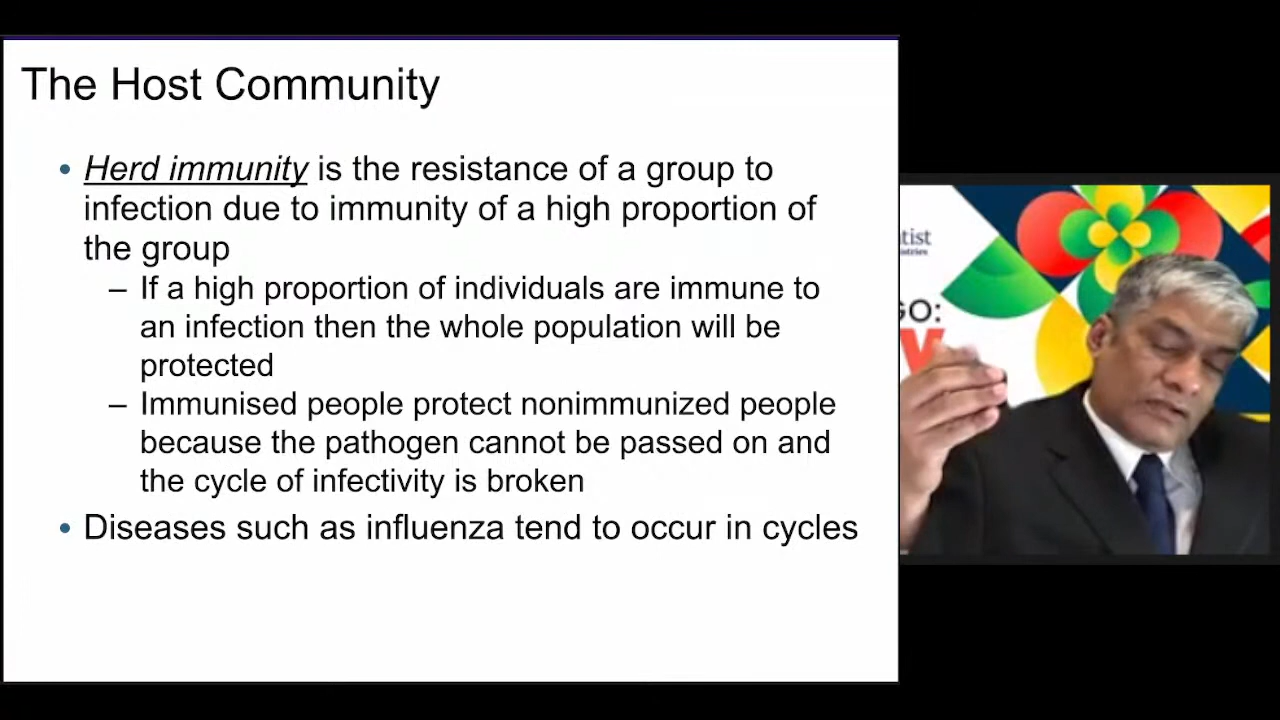 The Host Community
• Herd immunity is the resistance of a group to
infection due to immunity of a high proportion of
the group
– If a high proportion of individuals are immune to
an infection then the whole population will be
protected
– Immunised people protect nonimmunized people
because the pathogen cannot be passed on and
the cycle of infectivity is broken
• Diseases such as influenza tend to occur in cycles
tist
GO: